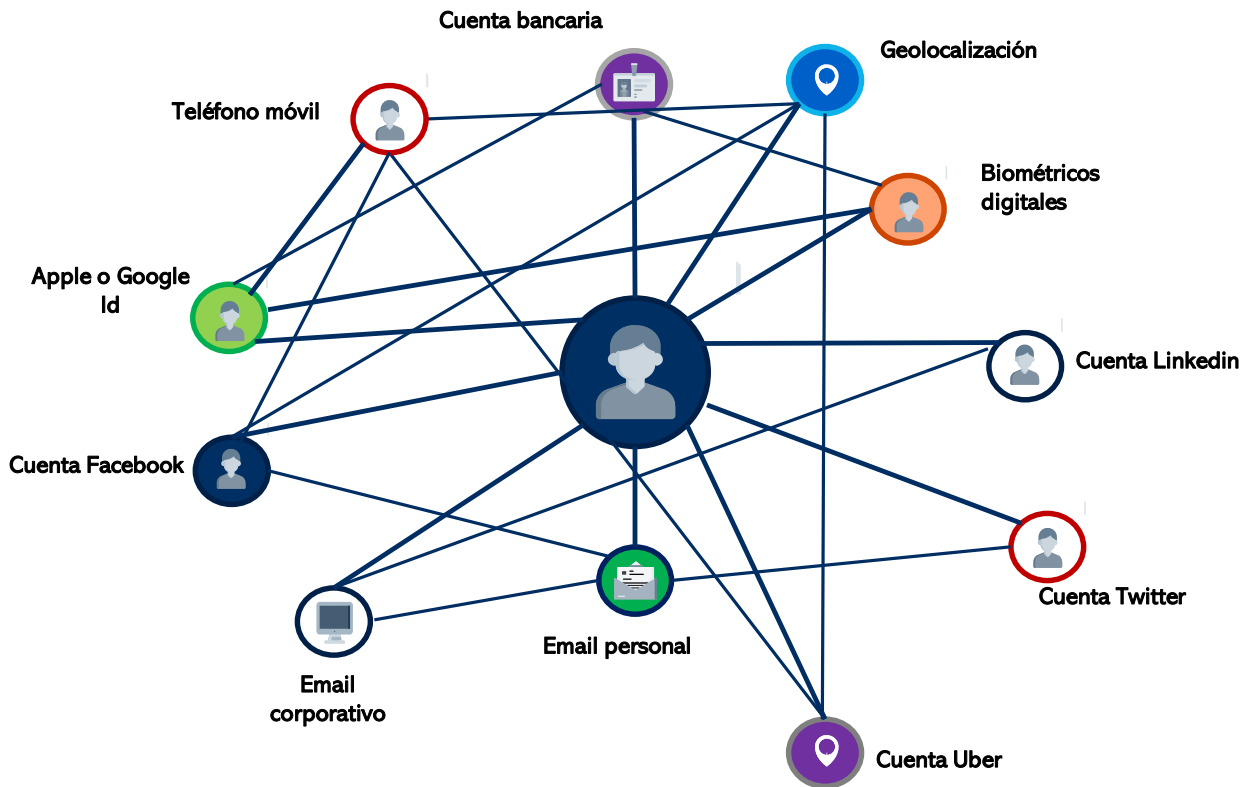 Cuenta bancaria
Geolocalización
Teléfono móvil
Biométricos
digitales
Apple o Google
Id
Cuenta Linkedin
Cuenta Facebook
Cuenta Twitter
Email personal
Email
corporativo
Cuenta Uber